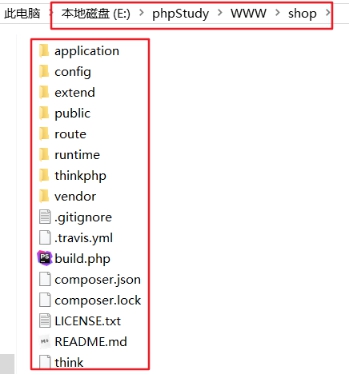 此电脑 > 本地磁盘 (E:) > phpStudy > WWW > shop >
application
config
extend
public
route
runtime
thinkphp
vendor
.gitignore
.travis.yml
build.php
composer.json
composer.lock
LICENSE.txt
README.md
think